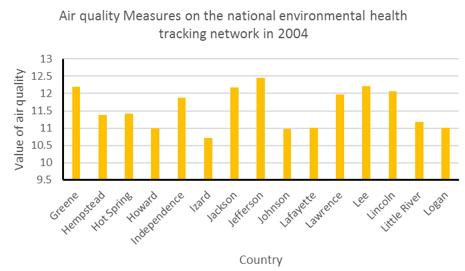 Air quality Measures on the national environmental health
tracking network in 2004
Value of air quality
13
12.5
12
11.5
11
10.5
10
9.5
Greene
Hempstead
Hot Spring
Howard
Independence
Izard
Jackson
Jefferson
Johnson
Lafayette
Lawrence
Lee
Lincoln
Little River
Logan
Country